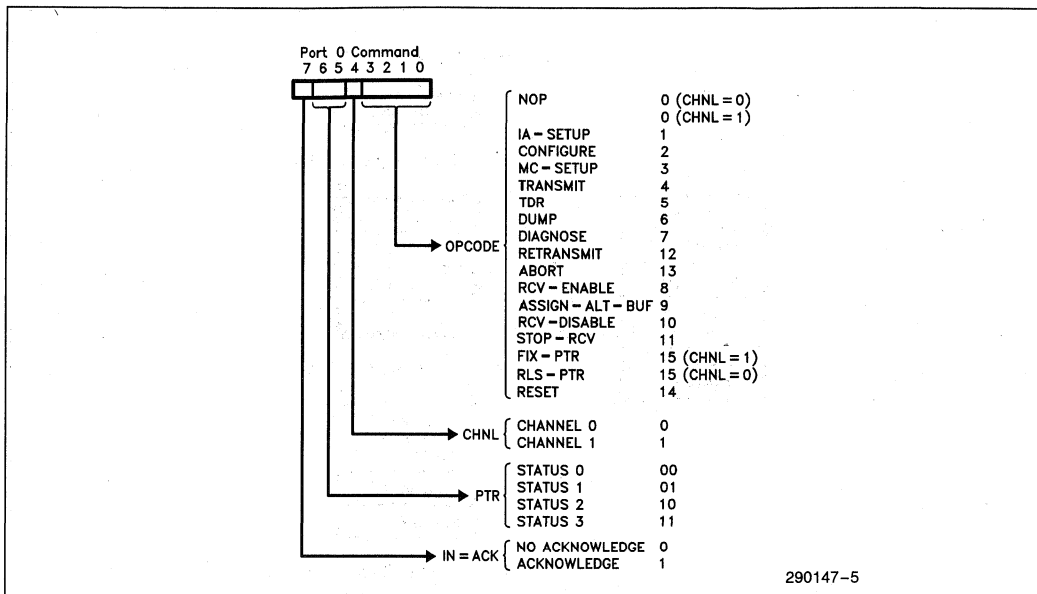 Port 0 Command
7 6 5 4 3 2 1 0
OPCODE
NOP 0 (CHNL = 0)
0 (CHNL = 1)
IA – SETUP 1
CONFIGURE 2
MC – SETUP 3
TRANSMIT 4
TDR 5
DUMP 6
DIAGNOSE 7
RETRANSMIT 12
ABORT 13
RCV – ENABLE 8
ASSIGN – ALT – BUF 9
RCV – DISABLE 10
STOP – RCV 11
FIX – PTR 15 (CHNL = 1)
RLS – PTR 15 (CHNL = 0)
RESET 14
CHNL
CHANNEL 0 0
CHANNEL 1 1
PTR
STATUS 0 00
STATUS 1 01
STATUS 2 10
STATUS 3 11
IN = ACK
NO ACKNOWLEDGE 0
ACKNOWLEDGE 1
290147–5